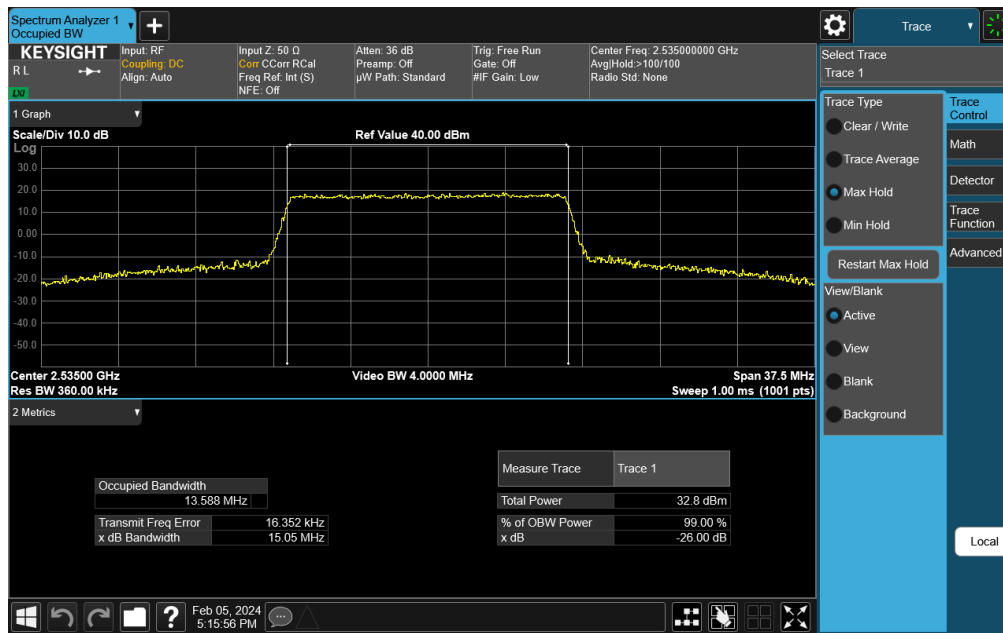 Spectrum Analyzer 1
Occupied BW
Trace
KEYSIGHT
R L
LXI
Input: RF
Coupling: DC
Align: Auto
Input Z: 50 Ω
Corr CCorr RCal
Freq Ref: Int (S)
NFE: Off
Atten: 36 dB
Preamp: Off
µW Path: Standard
Trig: Free Run
Gate: Off
#IF Gain: Low
Center Freq: 2.535000000 GHz
Avg|Hold:>100/100
Radio Std: None
Select Trace
Trace 1
1 Graph
Scale/Div 10.0 dB
Ref Value 40.00 dBm
Log
30.0
20.0
10.0
0.00
-10.0
-20.0
-30.0
-40.0
-50.0
Center 2.53500 GHz
Video BW 4.0000 MHz
Span 37.5 MHz
Res BW 360.00 kHz
Sweep 1.00 ms (1001 pts)
2 Metrics
Occupied Bandwidth
13.588 MHz
Transmit Freq Error 16.352 kHz
x dB Bandwidth 15.05 MHz
Measure Trace Trace 1
Total Power 32.8 dBm
% of OBW Power 99.00 %
x dB -26.00 dB
Trace Type
Clear / Write
Trace Average
Max Hold
Min Hold
Restart Max Hold
View/Blank
Active
View
Blank
Background
Trace
Control
Math
Detector
Trace
Function
Advanced
Local
?
Feb 05, 2024
5:15:56 PM